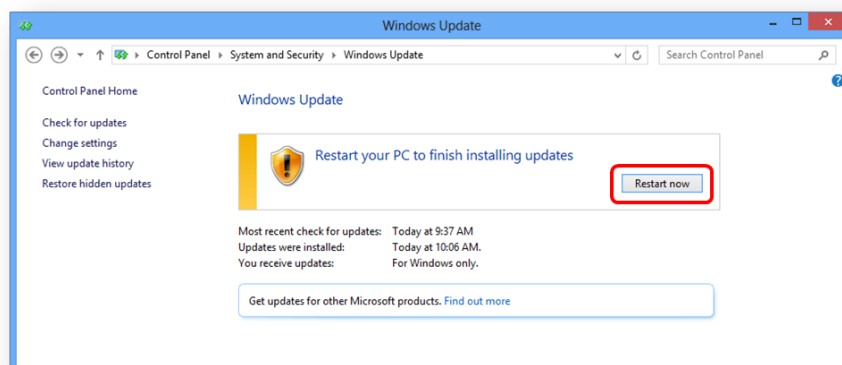 Windows Update
Control Panel System and Security Windows Update
Search Control Panel
Control Panel Home
Check for updates
Change settings
View update history
Restore hidden updates
Windows Update
Restart your PC to finish installing updates
Restart now
Most recent check for updates: Today at 9:37 AM
Updates were installed: Today at 10:06 AM.
You receive updates: For Windows only.
Get updates for other Microsoft products. Find out more